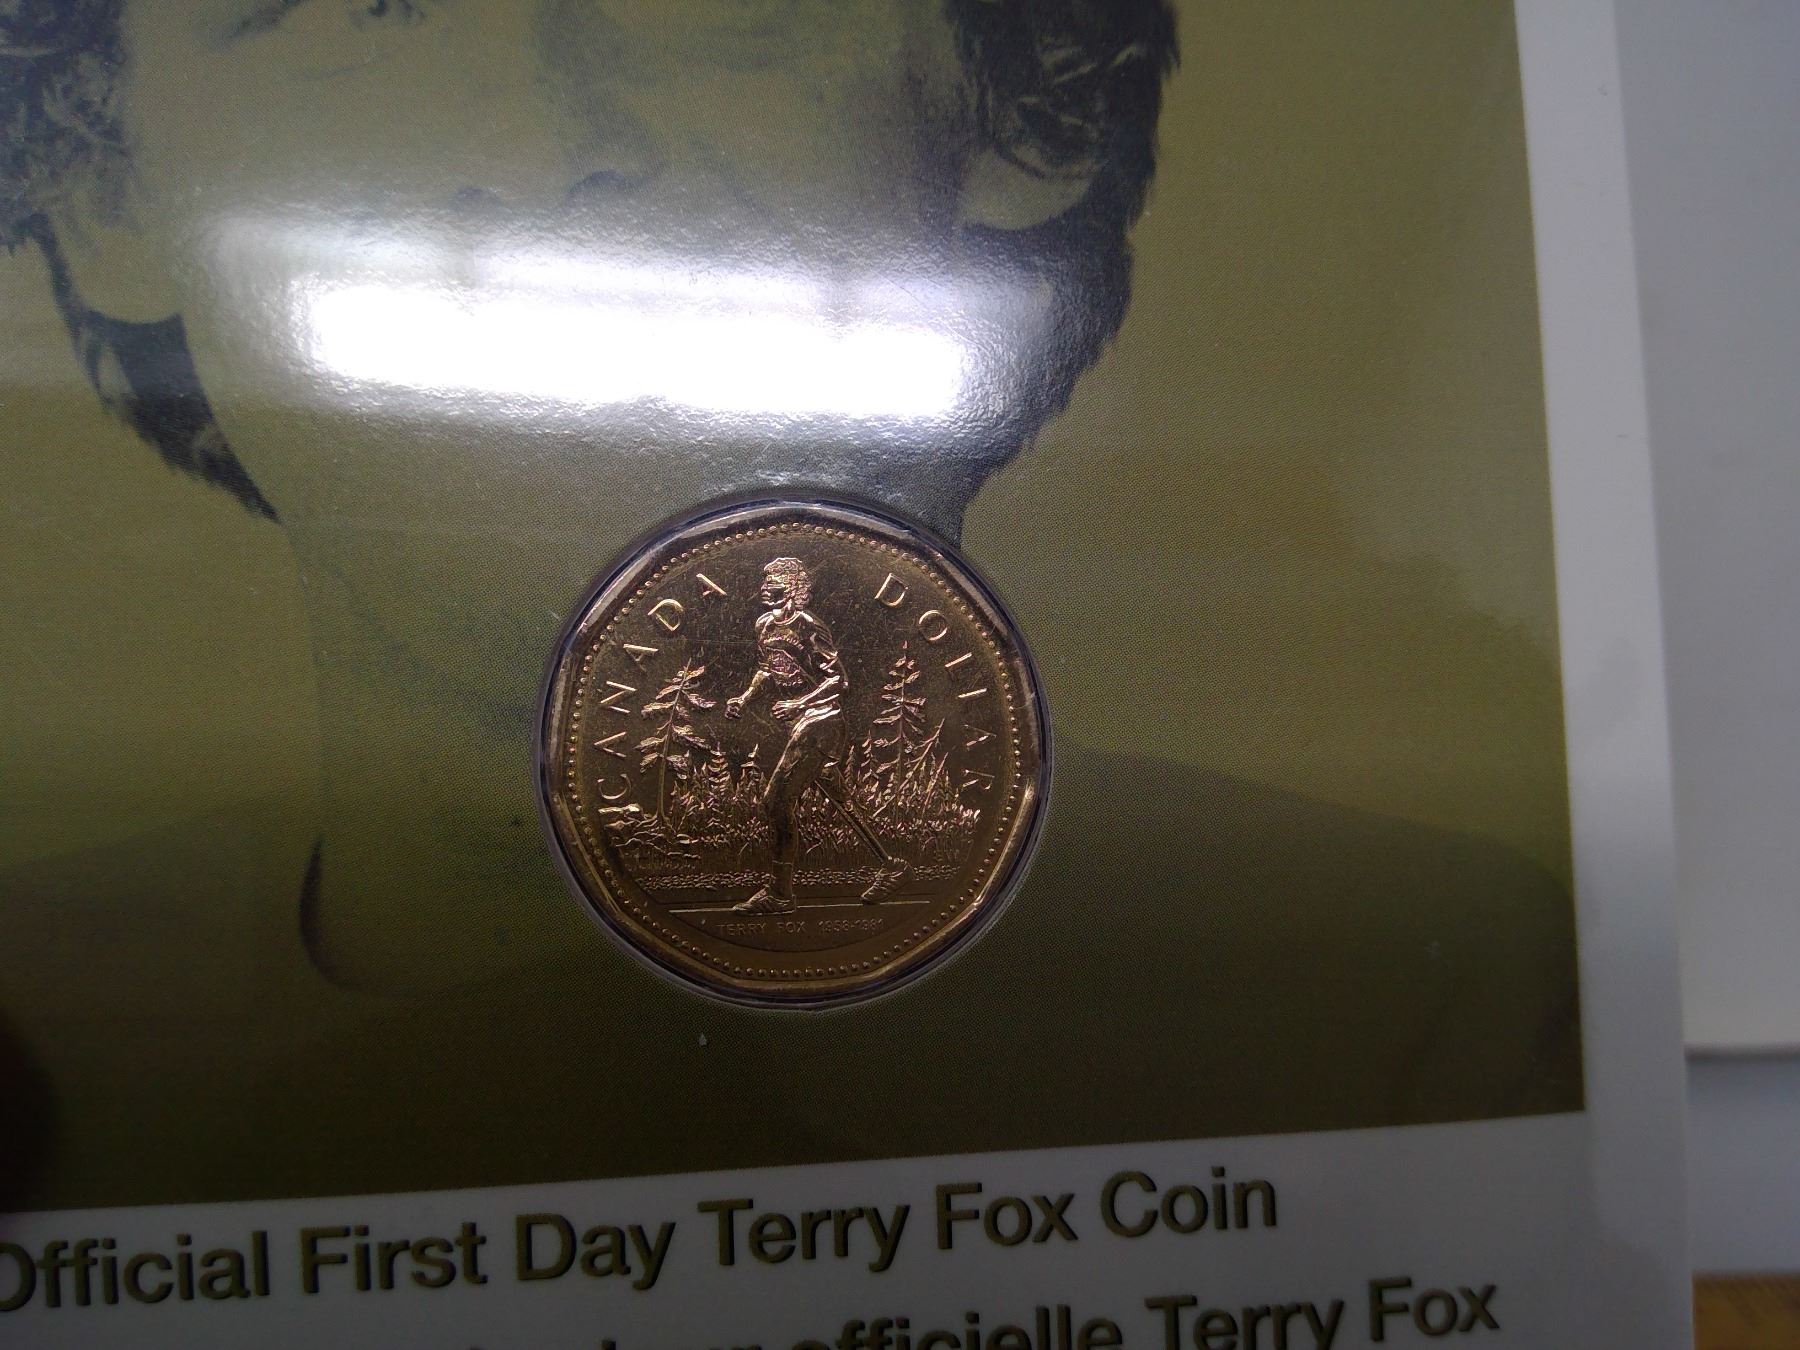 CANADA DOLLAR
TERRY FOX 1958-1981
Official First Day Terry Fox Coin
officielle Terry Fox